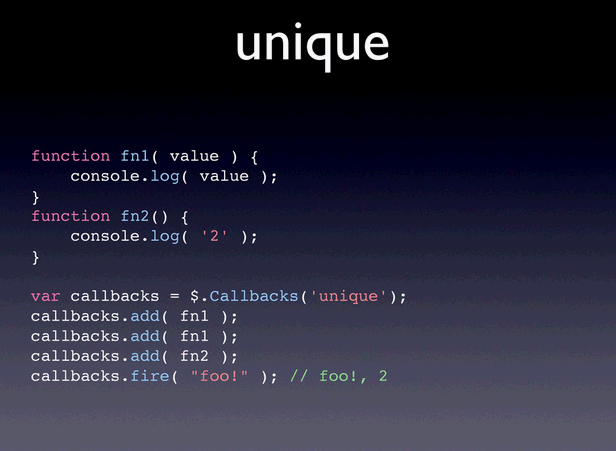 unique
function fn1( value ) {
    console.log( value );
}
function fn2() {
    console.log( '2' );
}
var callbacks = $.Callbacks('unique');
callbacks.add( fn1 );
callbacks.add( fn1 );
callbacks.add( fn2 );
callbacks.fire( "foo!" ); // foo!, 2